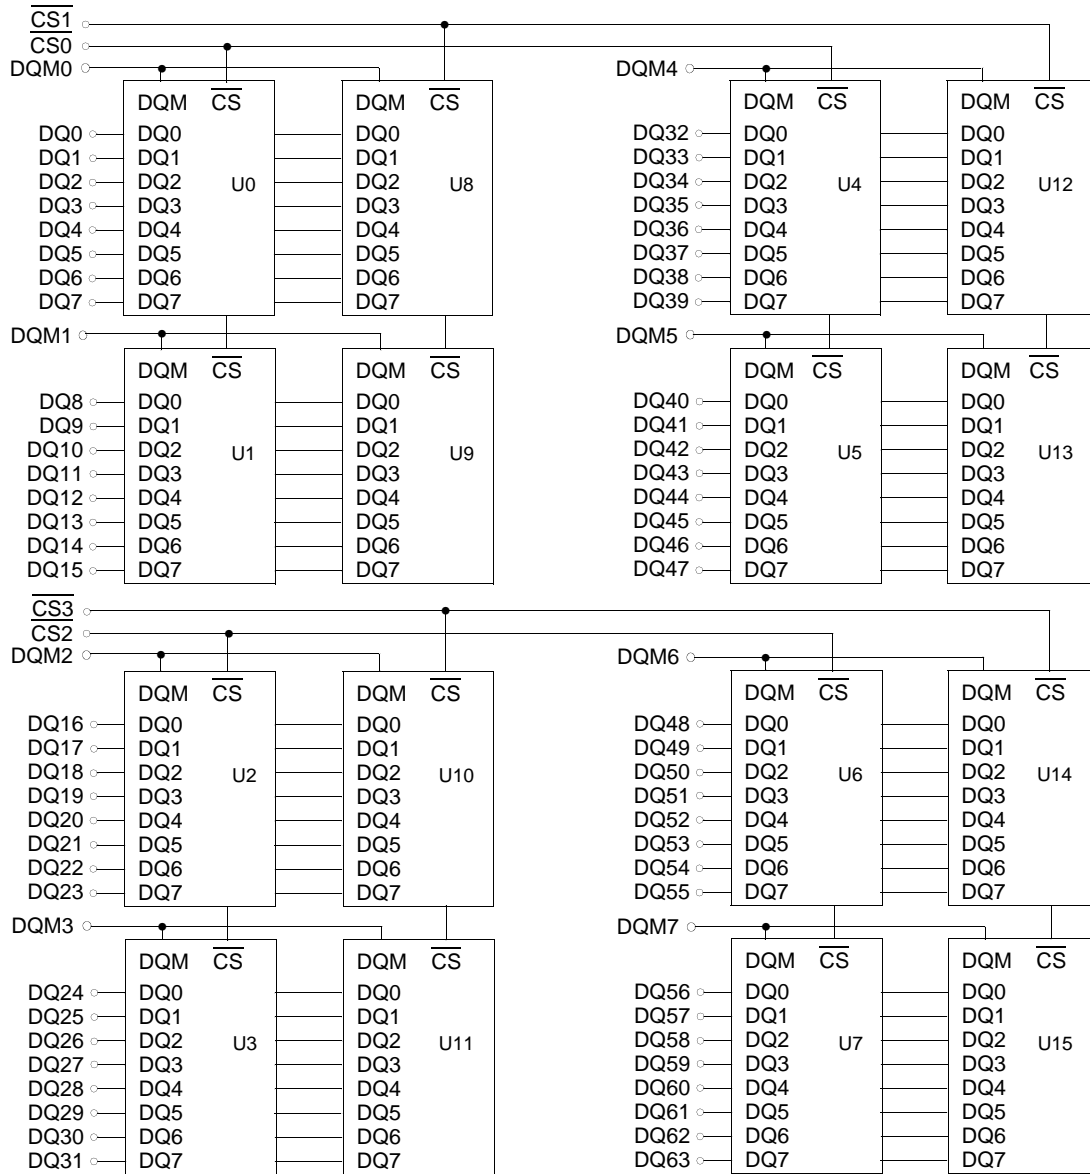 CS1
CS0
DQM0 DQM4
DQM CS DQM CS DQM CS DQM CS
DQ0 DQ0 DQ0 DQ32 DQ0 DQ0
DQ1 DQ1 DQ1 DQ33 DQ1 DQ1
DQ2 DQ2 U0 DQ2 U8 DQ34 DQ2 U4 DQ2 U12
DQ3 DQ3 DQ3 DQ35 DQ3 DQ3
DQ4 DQ4 DQ4 DQ36 DQ4 DQ4
DQ5 DQ5 DQ5 DQ37 DQ5 DQ5
DQ6 DQ6 DQ6 DQ38 DQ6 DQ6
DQ7 DQ7 DQ7 DQ39 DQ7 DQ7
DQM1 DQM5
DQM CS DQM CS DQM CS DQM CS
DQ8 DQ0 DQ0 DQ40 DQ0 DQ0
DQ9 DQ1 DQ1 DQ41 DQ1 DQ1
DQ10 DQ2 U1 DQ2 U9 DQ42 DQ2 U5 DQ2 U13
DQ11 DQ3 DQ3 DQ43 DQ3 DQ3
DQ12 DQ4 DQ4 DQ44 DQ4 DQ4
DQ13 DQ5 DQ5 DQ45 DQ5 DQ5
DQ14 DQ6 DQ6 DQ46 DQ6 DQ6
DQ15 DQ7 DQ7 DQ47 DQ7 DQ7
CS3
CS2
DQM2 DQM6
DQM CS DQM CS DQM CS DQM CS
DQ16 DQ0 DQ0 DQ48 DQ0 DQ0
DQ17 DQ1 DQ1 DQ49 DQ1 DQ1
DQ18 DQ2 U2 DQ2 U10 DQ50 DQ2 U6 DQ2 U14
DQ19 DQ3 DQ3 DQ51 DQ3 DQ3
DQ20 DQ4 DQ4 DQ52 DQ4 DQ4
DQ21 DQ5 DQ5 DQ53 DQ5 DQ5
DQ22 DQ6 DQ6 DQ54 DQ6 DQ6
DQ23 DQ7 DQ7 DQ55 DQ7 DQ7
DQM3 DQM7
DQM CS DQM CS DQM CS DQM CS
DQ24 DQ0 DQ0 DQ56 DQ0 DQ0
DQ25 DQ1 DQ1 DQ57 DQ1 DQ1
DQ26 DQ2 U3 DQ2 U11 DQ58 DQ2 U7 DQ2 U15
DQ27 DQ3 DQ3 DQ59 DQ3 DQ3
DQ28 DQ4 DQ4 DQ60 DQ4 DQ4
DQ29 DQ5 DQ5 DQ61 DQ5 DQ5
DQ30 DQ6 DQ6 DQ62 DQ6 DQ6
DQ31 DQ7 DQ7 DQ63 DQ7 DQ7